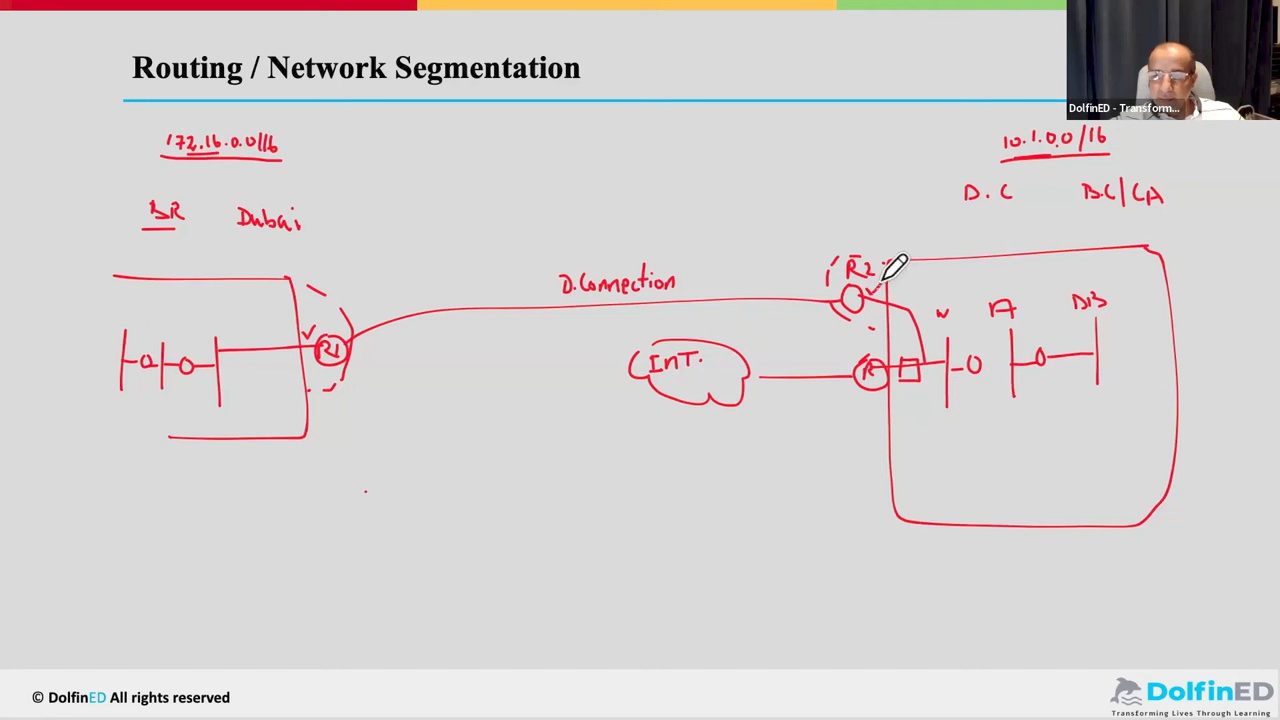 Routing / Network Segmentation
172.16.0.0/16
10.1.0.0/16
BR Dubai
D.C B.C/CA
D.Connection
R2
R1
InT.
R
W A DB
DolfinED - Transform...
© DolfinED All rights reserved
DolfinED
Transforming Lives Through Learning